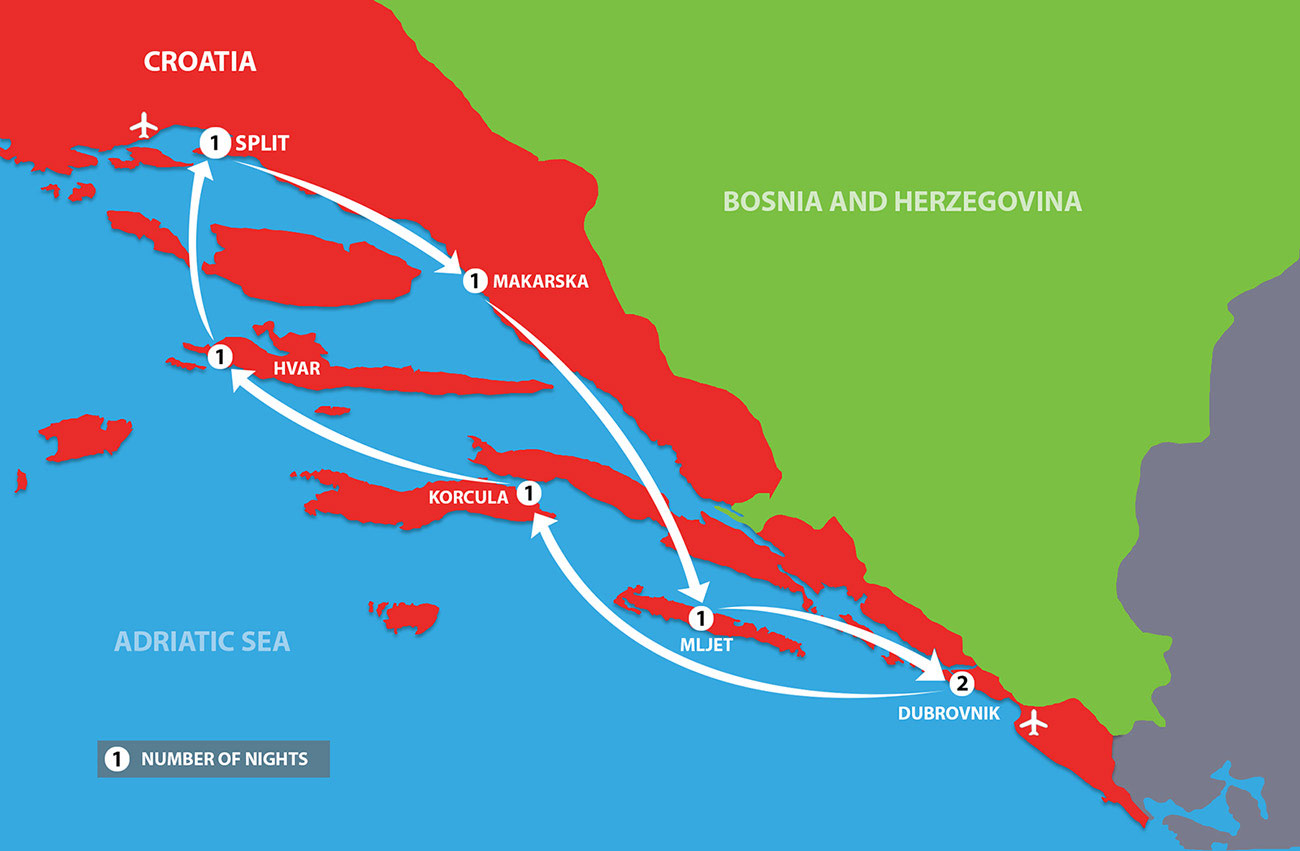 CROATIA
1 SPLIT
BOSNIA AND HERZEGOVINA
1 MAKARSKA
1
HVAR
KORCULA 1
1
MLJET
ADRIATIC SEA
2
DUBROVNIK
1 NUMBER OF NIGHTS